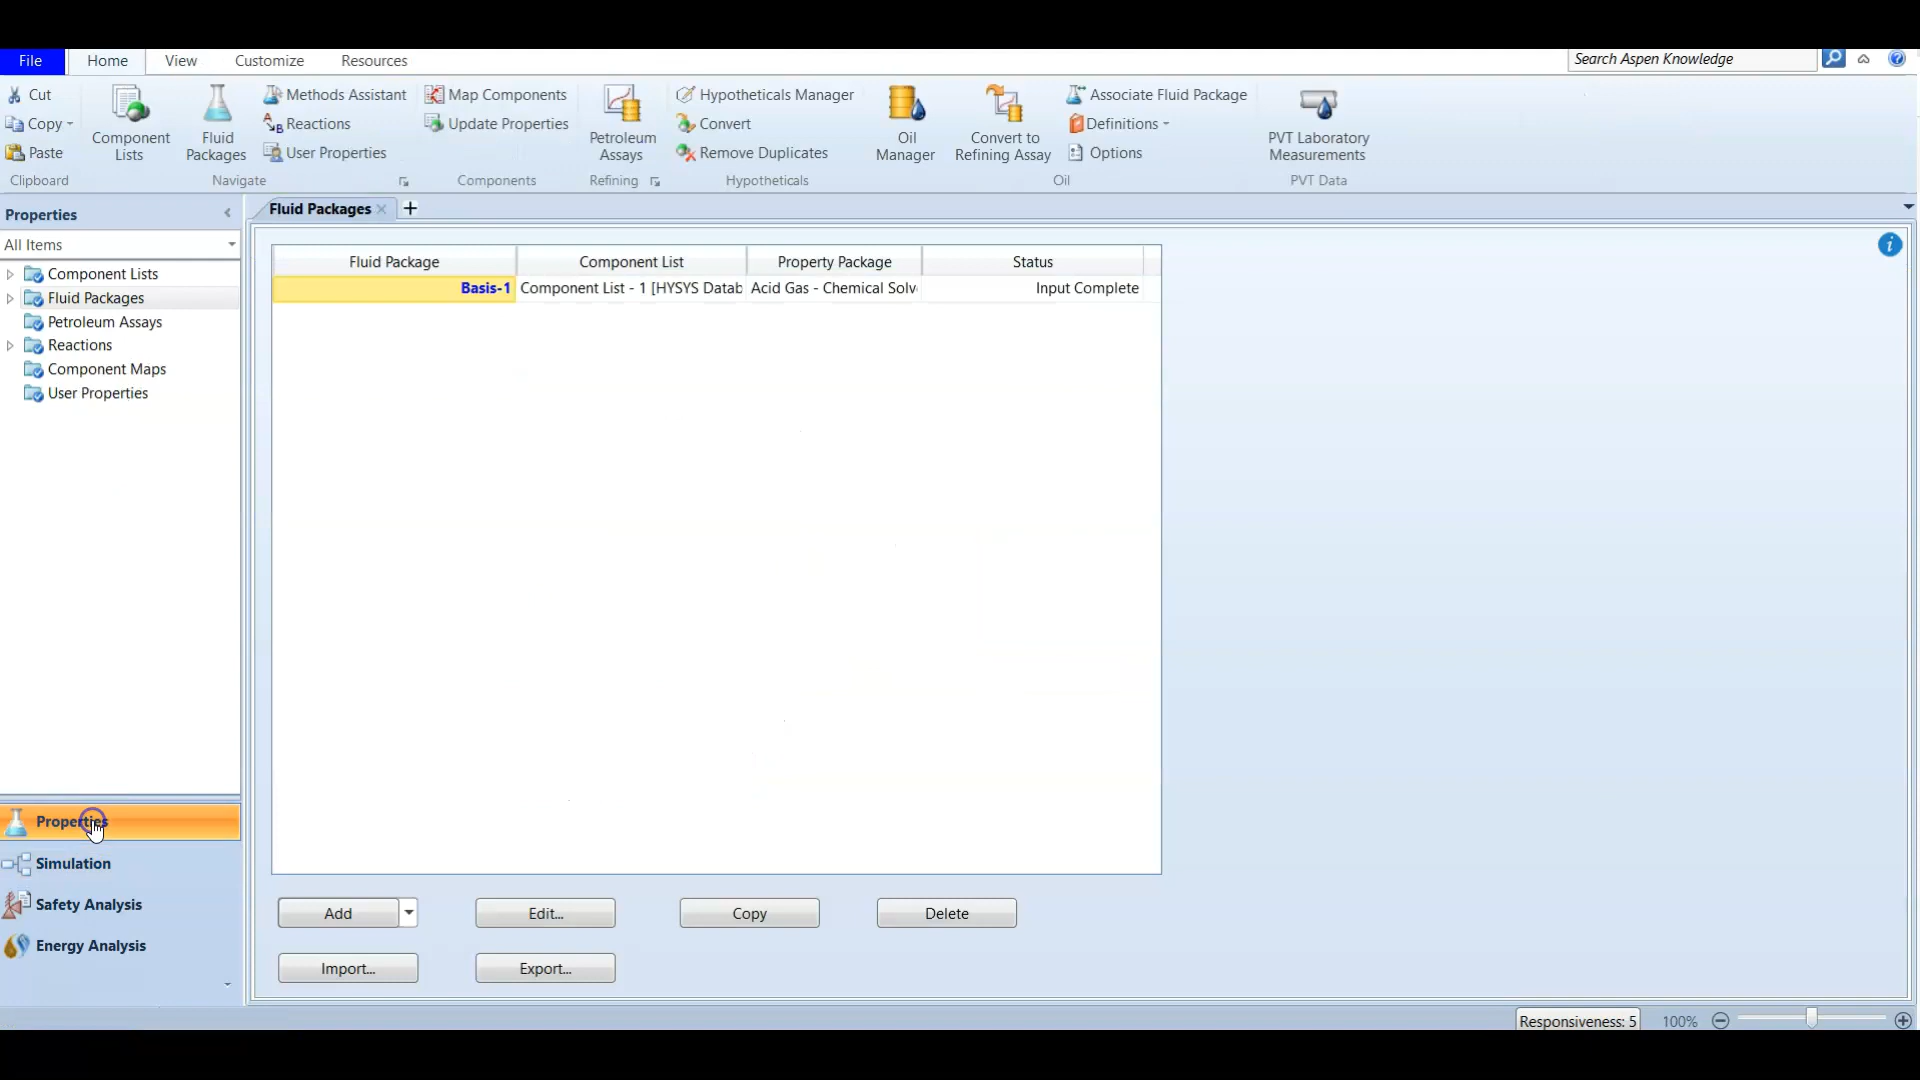 File Home View Customize Resources Search Aspen Knowledge
Cut
Copy
Paste
Clipboard
Component Lists
Fluid Packages
Methods Assistant
Reactions
User Properties
Navigate
Map Components
Update Properties
Components
Petroleum Assays
Refining
Hypotheticals Manager
Convert
Remove Duplicates
Hypotheticals
Oil Manager
Convert to Refining Assay
Associate Fluid Package
Definitions
Options
Oil
PVT Laboratory Measurements
PVT Data
Properties
All Items
Component Lists
Fluid Packages
Petroleum Assays
Reactions
Component Maps
User Properties
Properties
Simulation
Safety Analysis
Energy Analysis
Fluid Packages
Fluid Package Component List Property Package Status
Basis-1 Component List - 1 [HYSYS Datab Acid Gas - Chemical Solv Input Complete
Add Edit... Copy Delete
Import... Export...
Responsiveness: 5 100%